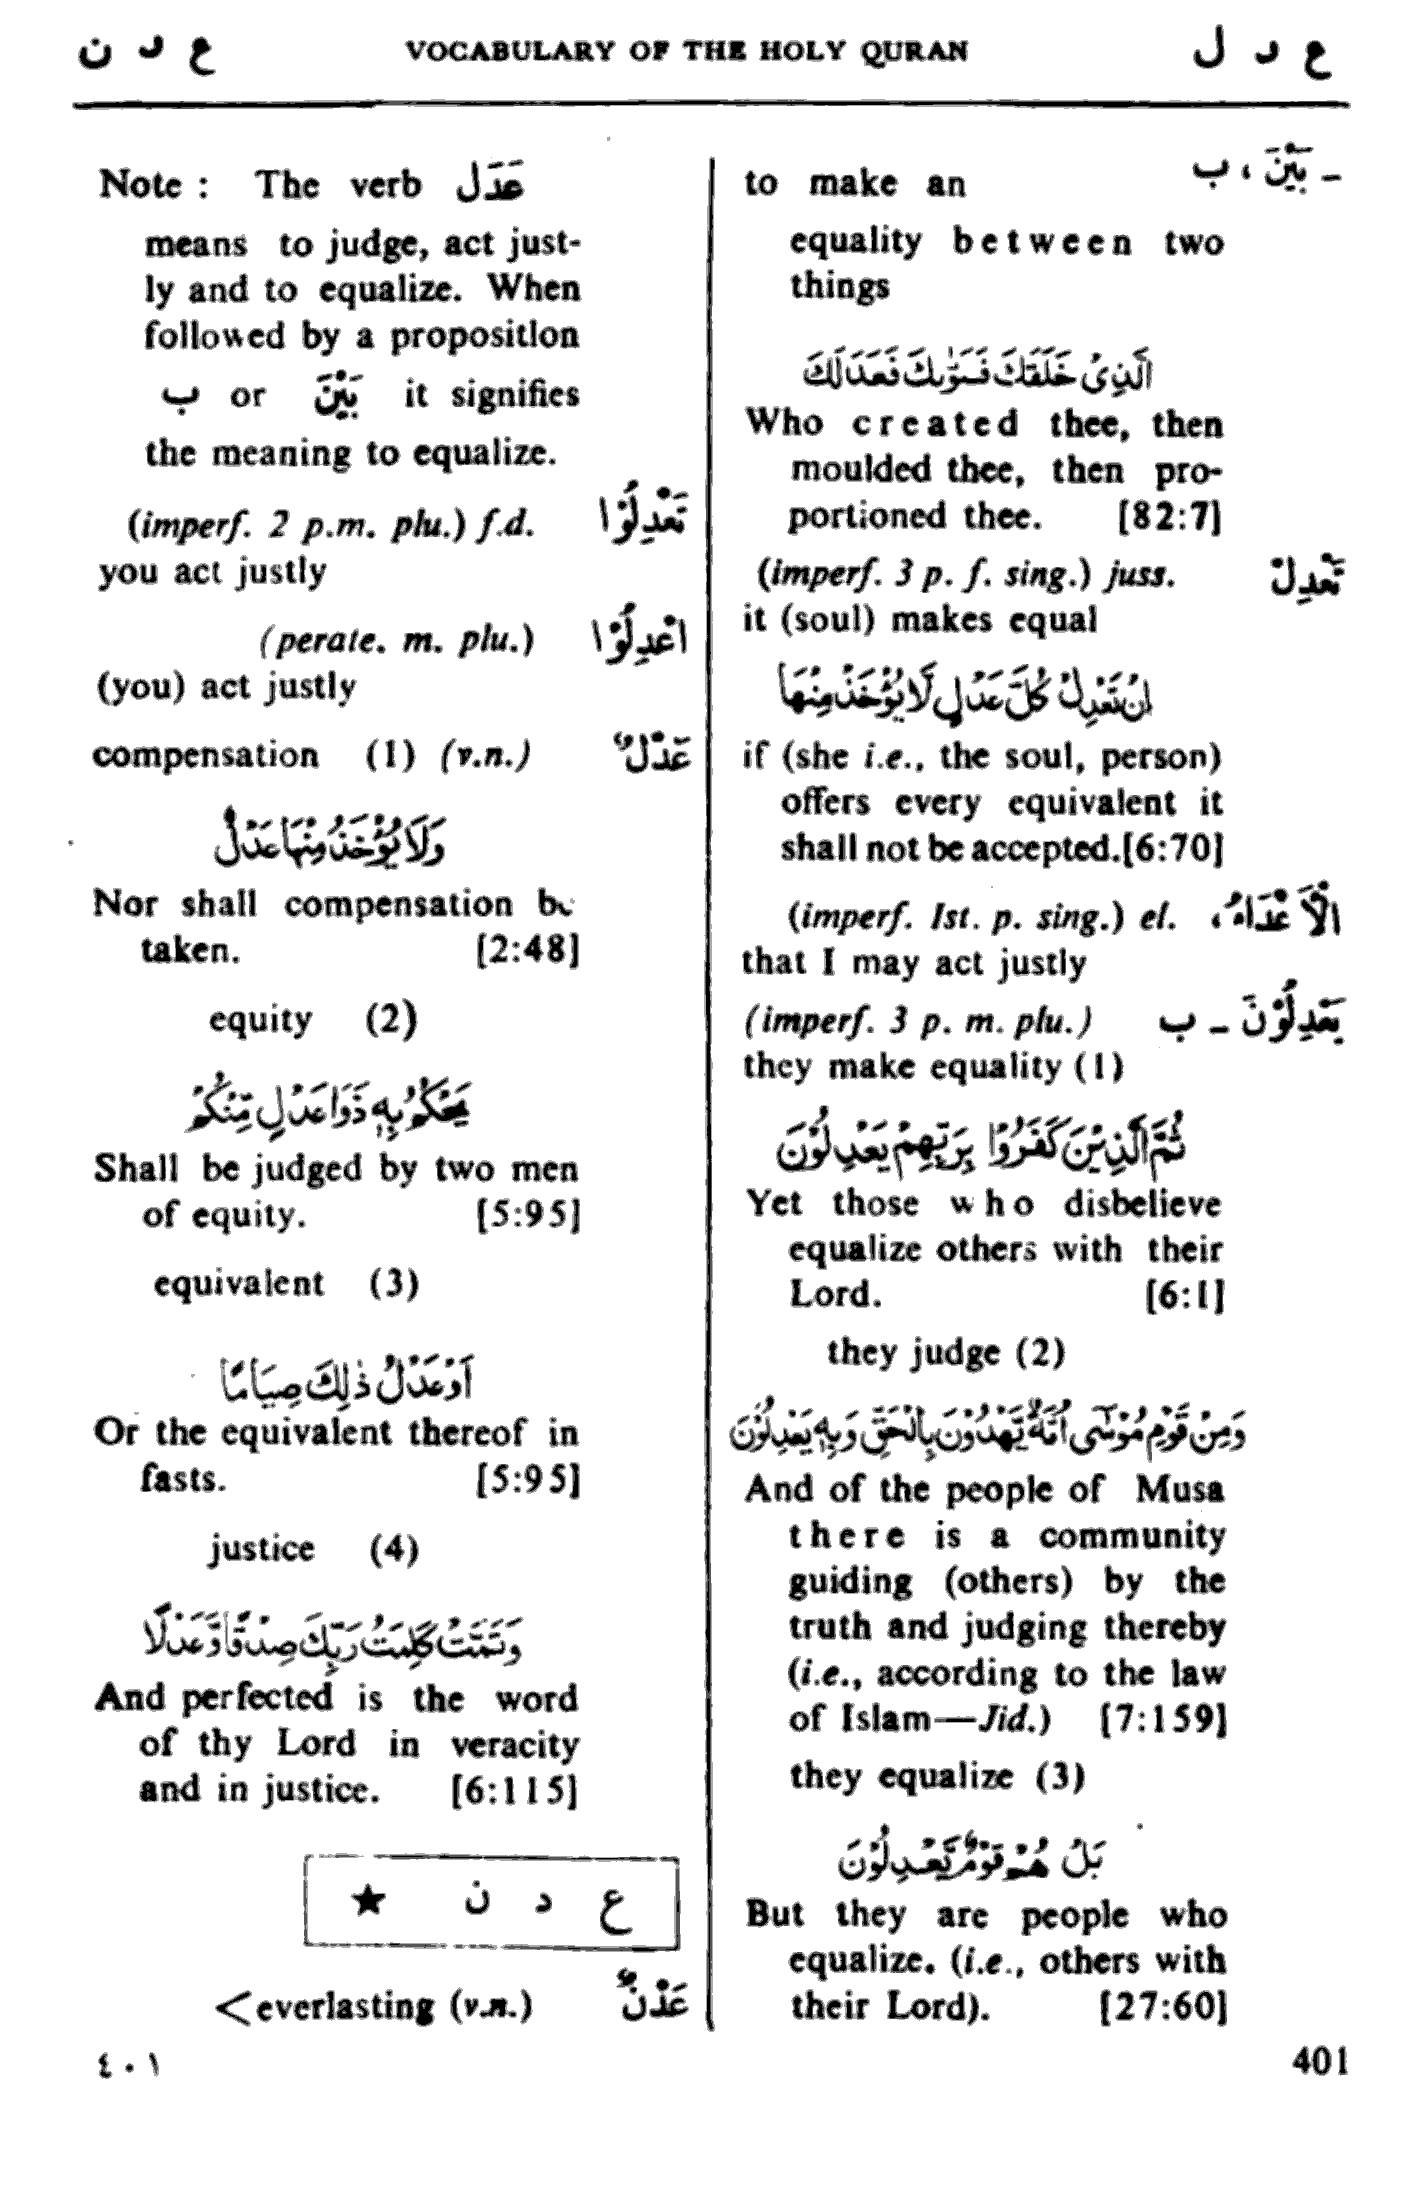 ع د ل VOCABULARY OF THE HOLY QURAN ع د ن
to make an ـ بَيْنَ ، ب
equality between two
things
الَّذِىْ خَلَقَكَ فَسَوّٰىكَ فَعَدَلَكَ
Who created thee, then
moulded thee, then pro-
portioned thee. [82:7]
(imperf. 3 p. f. sing.) juss. تَعْدِلْ
it (soul) makes equal
اِنْ تَعْدِلْ كُلَّ عَدْلٍ لَّا يُؤْخَذْ مِنْهَا
if (she i.e., the soul, person)
offers every equivalent it
shall not be accepted.[6:70]
(imperf. Ist. p. sing.) el.
that I may act justly
(imperf. 3 p. m. plu.) يَعْدِلُوْنَ ـ ب
they make equality (1)
ثُمَّ الَّذِيْنَ كَفَرُوْا بِرَبِّهِمْ يَعْدِلُوْنَ
Yet those who disbelieve
equalize others with their
Lord. [6:1]
they judge (2)
وَمِنْ قَوْمِ مُوْسٰٓى اُمَّةٌ يَّهْدُوْنَ بِالْحَقِّ وَبِهٖ يَعْدِلُوْنَ
And of the people of Musa
there is a community
guiding (others) by the
truth and judging thereby
(i.e., according to the law
of Islam—Jid.) [7:159]
they equalize (3)
بَلْ هُمْ قَوْمٌ يَّعْدِلُوْنَ
But they are people who
equalize. (i.e., others with
their Lord). [27:60]
Note : The verb عَدَلَ
means to judge, act just-
ly and to equalize. When
followed by a proposition
ب or بَيْنَ it signifies
the meaning to equalize.
(imperf. 2 p.m. plu.) f.d. تَعْدِلُوْا
you act justly
(perate. m. plu.) اعْدِلُوْا
(you) act justly
compensation (1) (v.n.) عَدْلٌ
وَلَا يُؤْخَذُ مِنْهَا عَدْلٌ
Nor shall compensation be
taken. [2:48]
equity (2)
يَحْكُمُ بِهٖ ذَوَا عَدْلٍ مِّنْكُمْ
Shall be judged by two men
of equity. [5:95]
equivalent (3)
اَوْ عَدْلُ ذٰلِكَ صِيَامًا
Or the equivalent thereof in
fasts. [5:95]
justice (4)
وَتَمَّتْ كَلِمَتُ رَبِّكَ صِدْقًا وَّعَدْلًا
And perfected is the word
of thy Lord in veracity
and in justice. [6:115]
ع د ن ★
<everlasting (v.n.) عَدْنٌ
٤٠١ 401